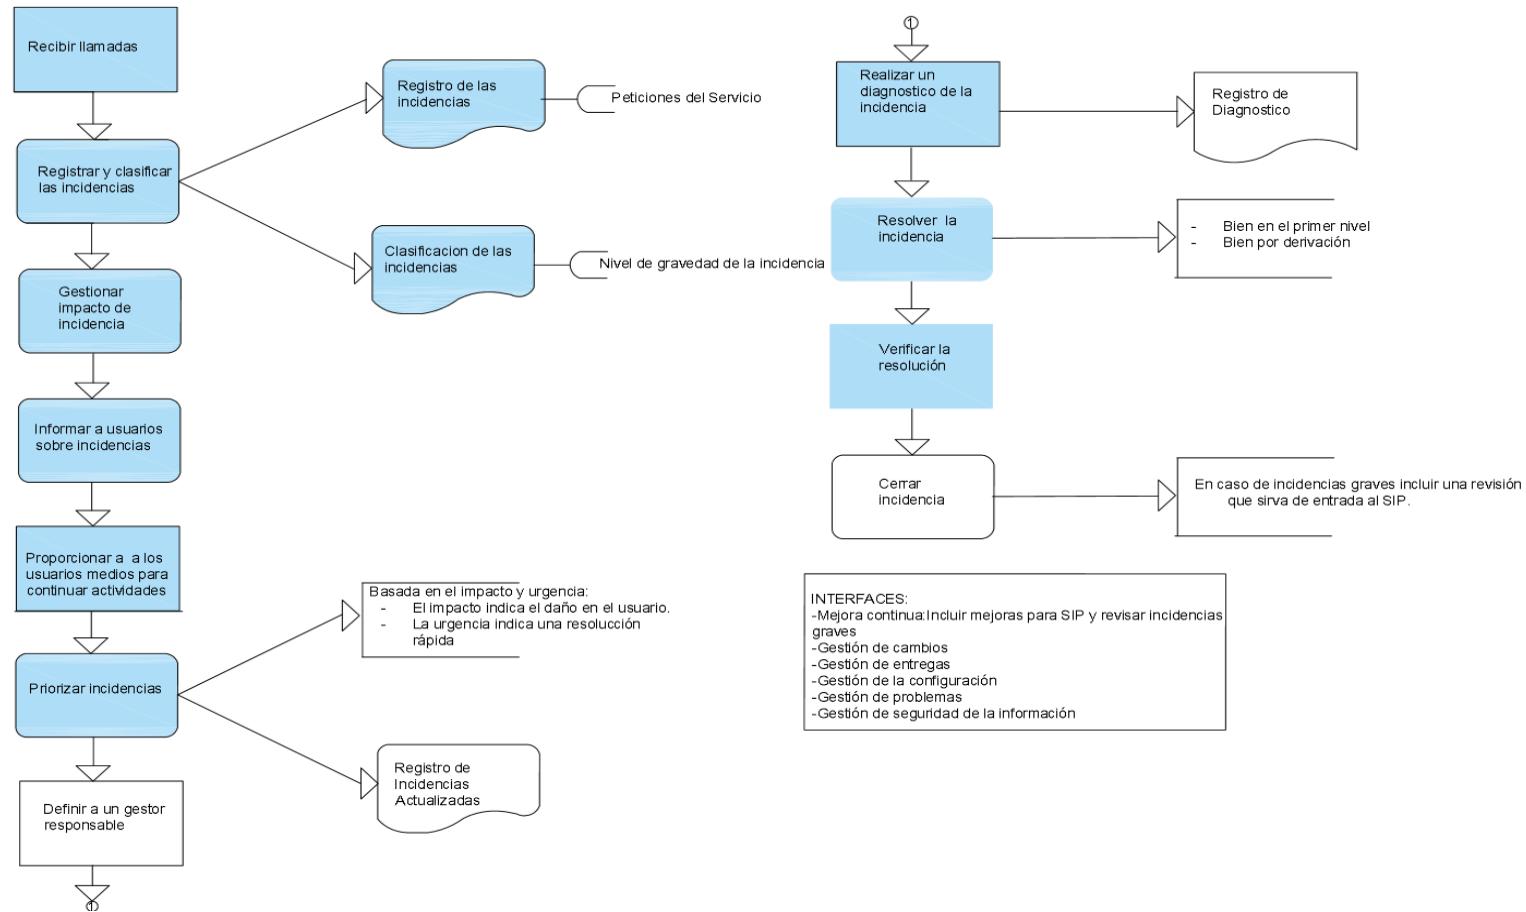 Recibir llamadas
Registrar y clasificar
las incidencias
Registro de las
incidencias
Peticiones del Servicio
Clasificacion de las
incidencias
Nivel de gravedad de la incidencia
Gestionar
impacto de
incidencia
Informar a usuarios
sobre incidencias
Proporcionar a  a los
usuarios medios para
continuar actividades
Priorizar incidencias
Basada en el impacto y urgencia:
- El impacto indica el daño en el usuario.
- La urgencia indica una resolucción
rápida
Registro de
Incidencias
Actualizadas
Definir a un gestor
responsable
1
1
Realizar un
diagnostico de la
incidencia
Registro de
Diagnostico
Resolver  la
incidencia
- Bien en el primer nivel
- Bien por derivación
Verificar la
resolución
Cerrar
incidencia
En caso de incidencias graves incluir una revisión
que sirva de entrada al SIP.
INTERFACES:
-Mejora continua:Incluir mejoras para SIP y revisar incidencias
graves
-Gestión de cambios
-Gestión de entregas
-Gestión de la configuración
-Gestión de problemas
-Gestión de seguridad de la información